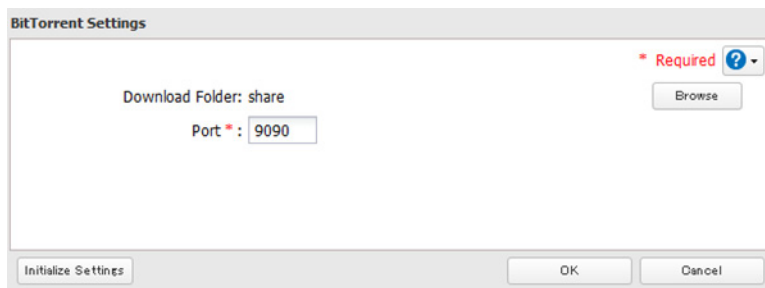 BitTorrent Settings
* Required ?
Download Folder: share Browse
Port * : 9090
Initialize Settings OK Cancel